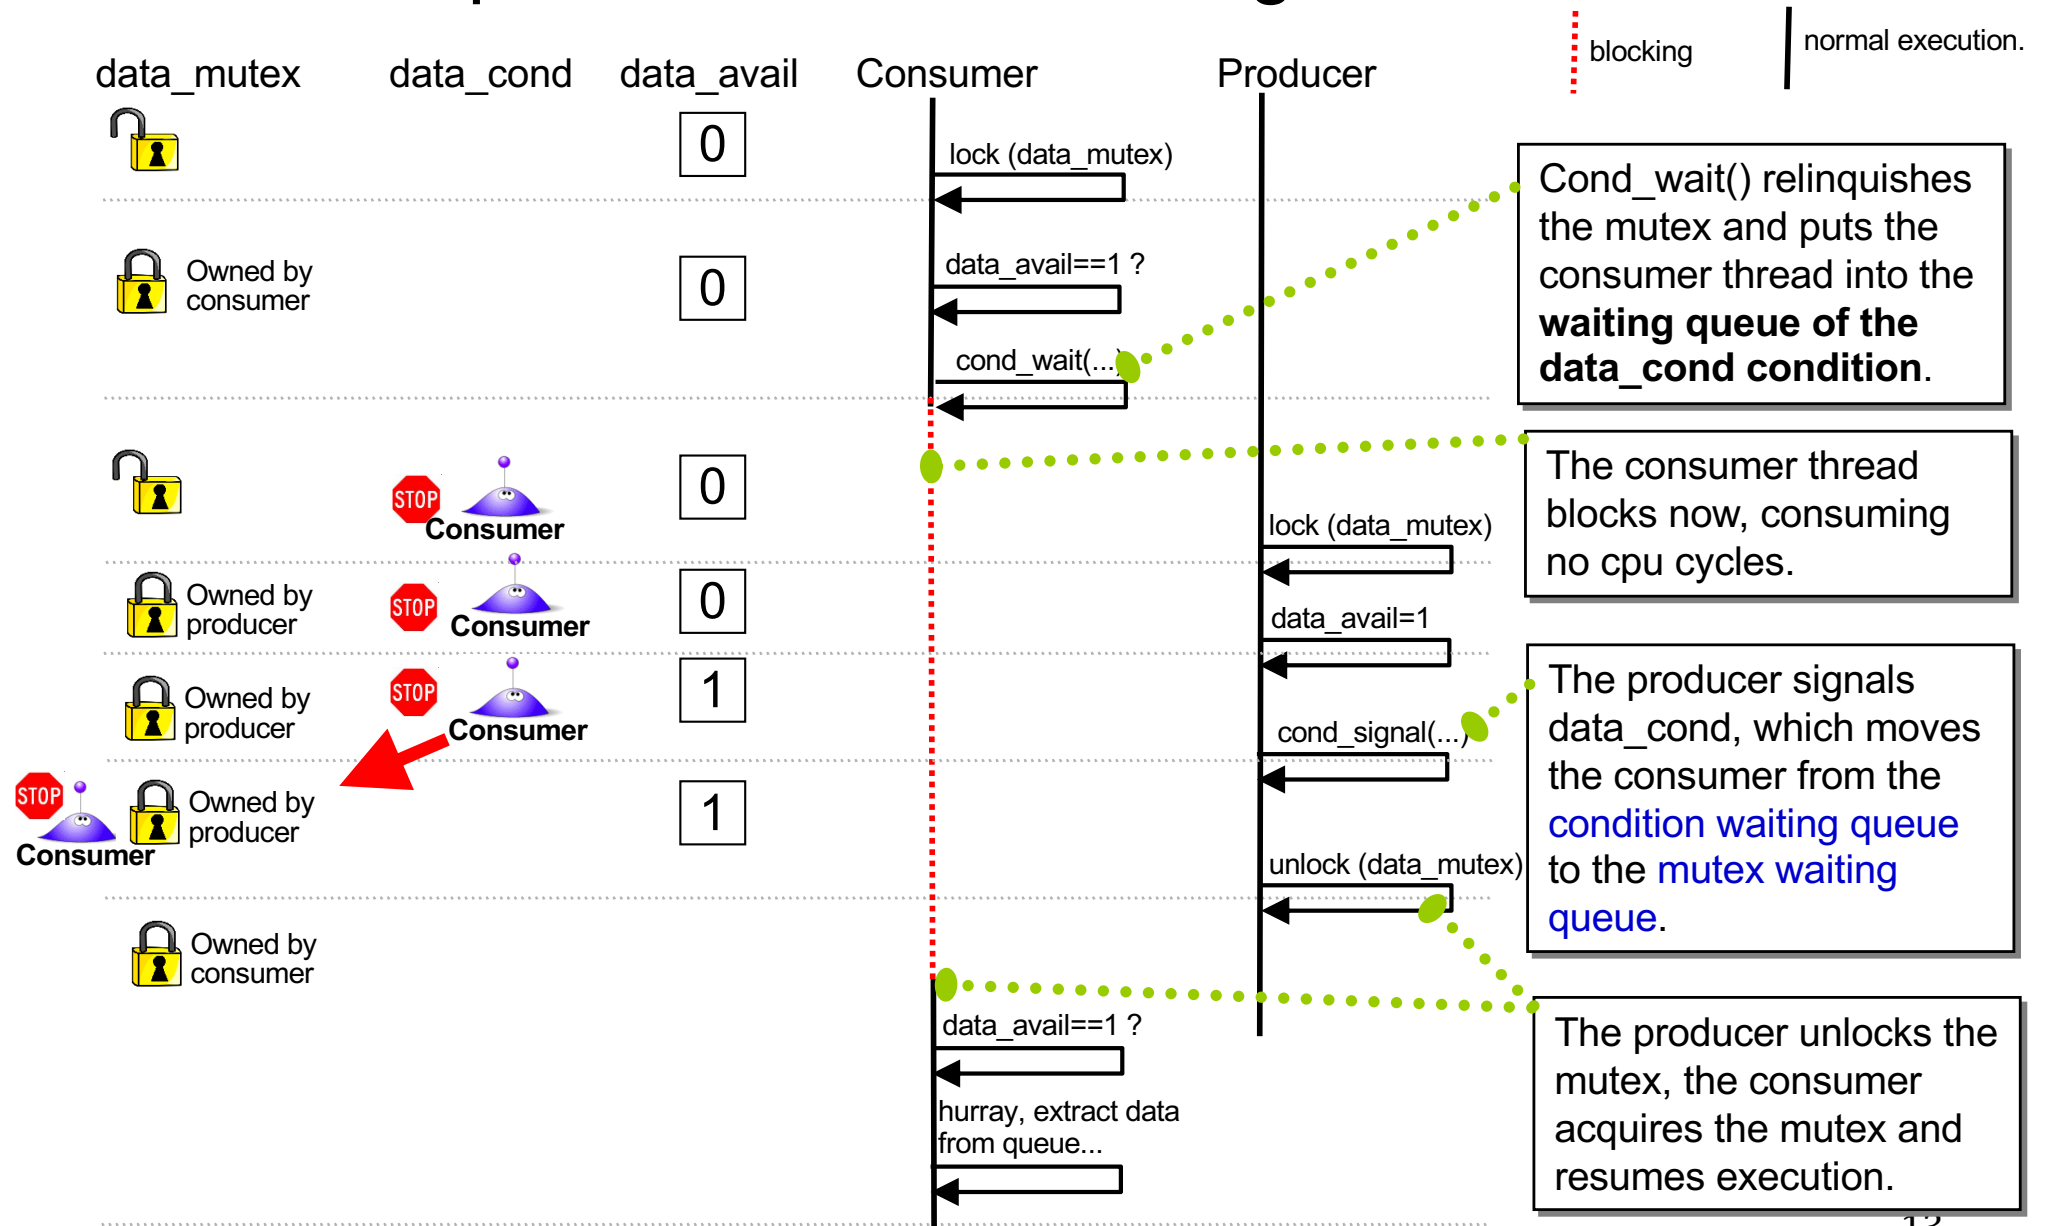 blocking
normal execution.
data_mutex
data_cond
data_avail
Consumer
Producer
0
lock (data_mutex)
Owned by
consumer
0
data_avail==1 ?
cond_wait(...)
Cond_wait() relinquishes
the mutex and puts the
consumer thread into the
waiting queue of the
data_cond condition.
STOP
Consumer
0
lock (data_mutex)
The consumer thread
blocks now, consuming
no cpu cycles.
Owned by
producer
STOP
Consumer
0
data_avail=1
Owned by
producer
STOP
Consumer
1
cond_signal(...)
The producer signals
data_cond, which moves
the consumer from the
condition waiting queue
to the mutex waiting
queue.
STOP
Consumer
Owned by
producer
1
unlock (data_mutex)
Owned by
consumer
data_avail==1 ?
hurray, extract data
from queue...
The producer unlocks the
mutex, the consumer
acquires the mutex and
resumes execution.